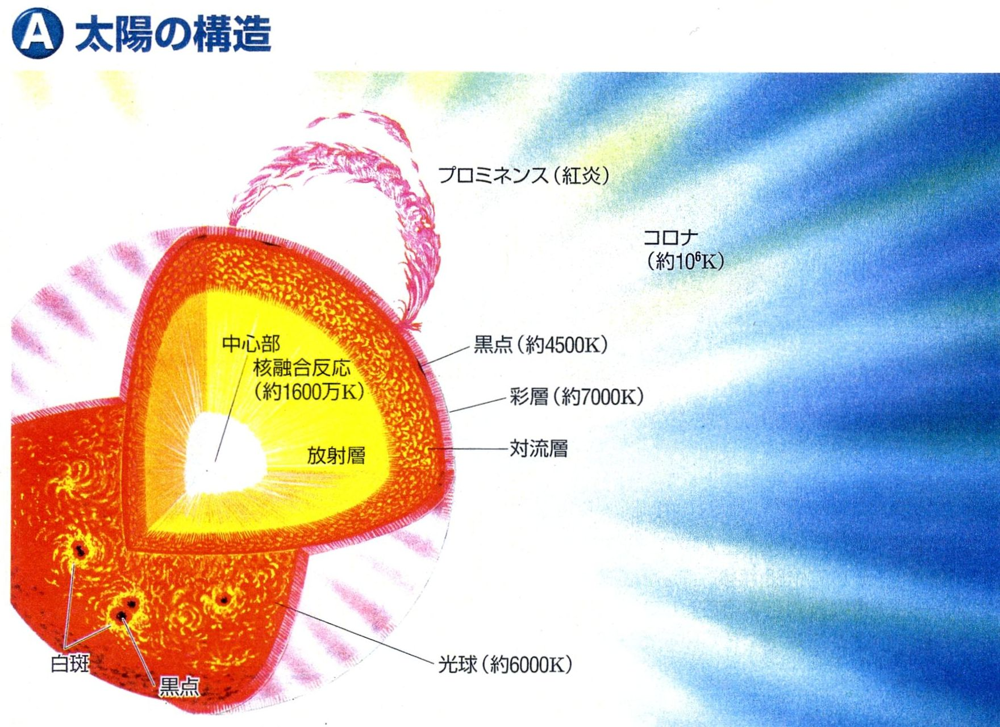 A 太陽の構造
プロミネンス（紅炎）
コロナ
（約10⁶K）
中心部
核融合反応
（約1600万K）
黒点（約4500K）
彩層（約7000K）
対流層
放射層
光球（約6000K）
白斑
黒点